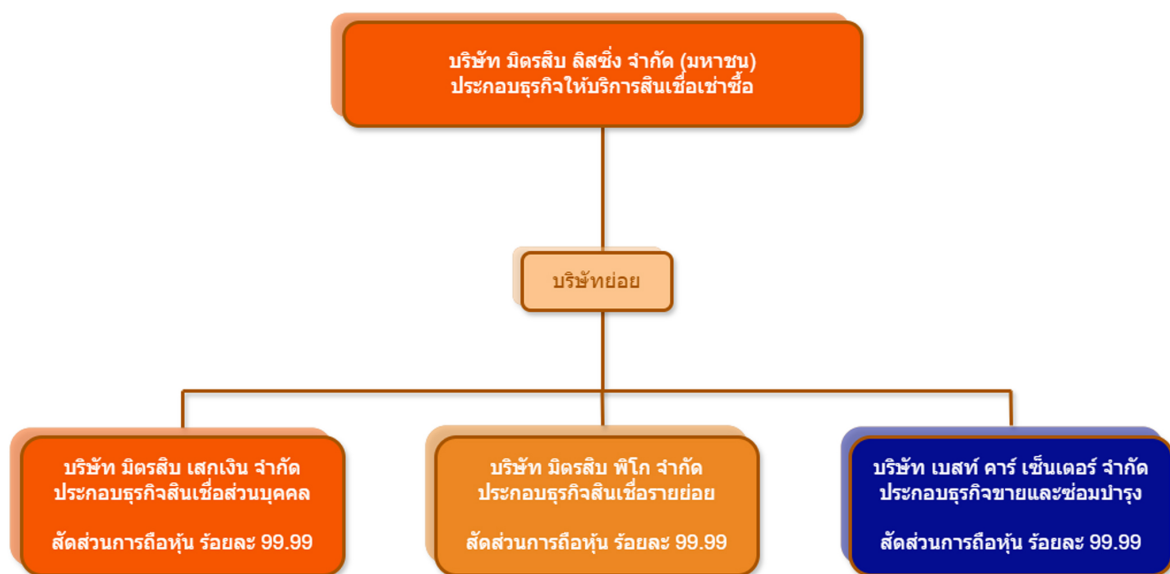 บริษัท มิตรสิบ ลิสซิ่ง จำกัด (มหาชน)
ประกอบธุรกิจให้บริการสินเชื่อเช่าซื้อ
บริษัทย่อย
บริษัท มิตรสิบ เสกเงิน จำกัด
ประกอบธุรกิจสินเชื่อส่วนบุคคล
สัดส่วนการถือหุ้น ร้อยละ 99.99
บริษัท มิตรสิบ พิโก จำกัด
ประกอบธุรกิจสินเชื่อรายย่อย
สัดส่วนการถือหุ้น ร้อยละ 99.99
บริษัท เบสท์ คาร์ เซ็นเตอร์ จำกัด
ประกอบธุรกิจขายและซ่อมบำรุง
สัดส่วนการถือหุ้น ร้อยละ 99.99